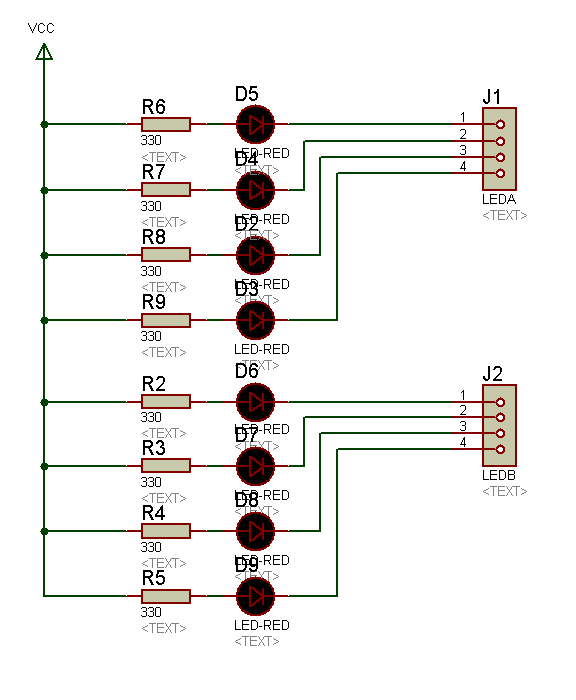 VCC
R6
330
<TEXT>
D5
LED-RED
<TEXT>
R7
330
<TEXT>
D4
LED-RED
<TEXT>
R8
330
<TEXT>
D2
LED-RED
<TEXT>
R9
330
<TEXT>
D3
LED-RED
<TEXT>
J1
1
2
3
4
LEDA
<TEXT>
R2
330
<TEXT>
D6
LED-RED
<TEXT>
R3
330
<TEXT>
D7
LED-RED
<TEXT>
R4
330
<TEXT>
D8
LED-RED
<TEXT>
R5
330
<TEXT>
D9
LED-RED
<TEXT>
J2
1
2
3
4
LEDB
<TEXT>